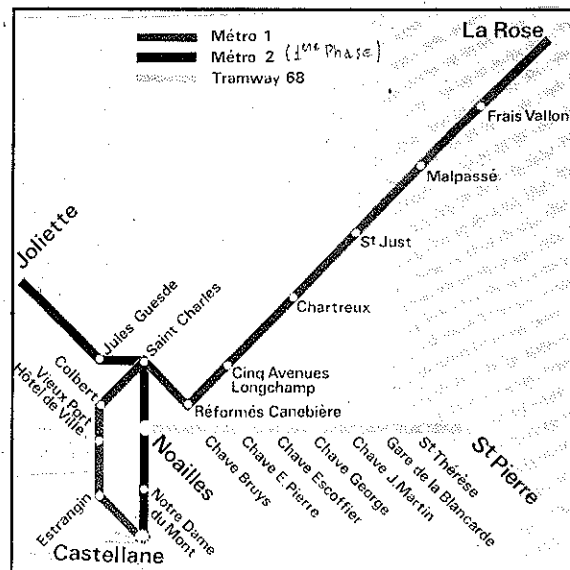 La Rose
Métro 1
Métro 2 (1ère Phase)
Tramway 68
Frais Vallon
Malpassé
St Just
Joliette
Jules Guesde
Saint Charles
Chartreux
Colbert
Vieux Port
Hôtel de Ville
Cinq Avenues
Longchamp
Réformés Canebière
Noailles
Chave Bruys
Chave E. Pierre
Chave Escoffier
Chave George
Chave J. Martin
Gare de la Blancarde
St Thérèse
St Pierre
Estrangin
Notre Dame
du Mont
Castellane